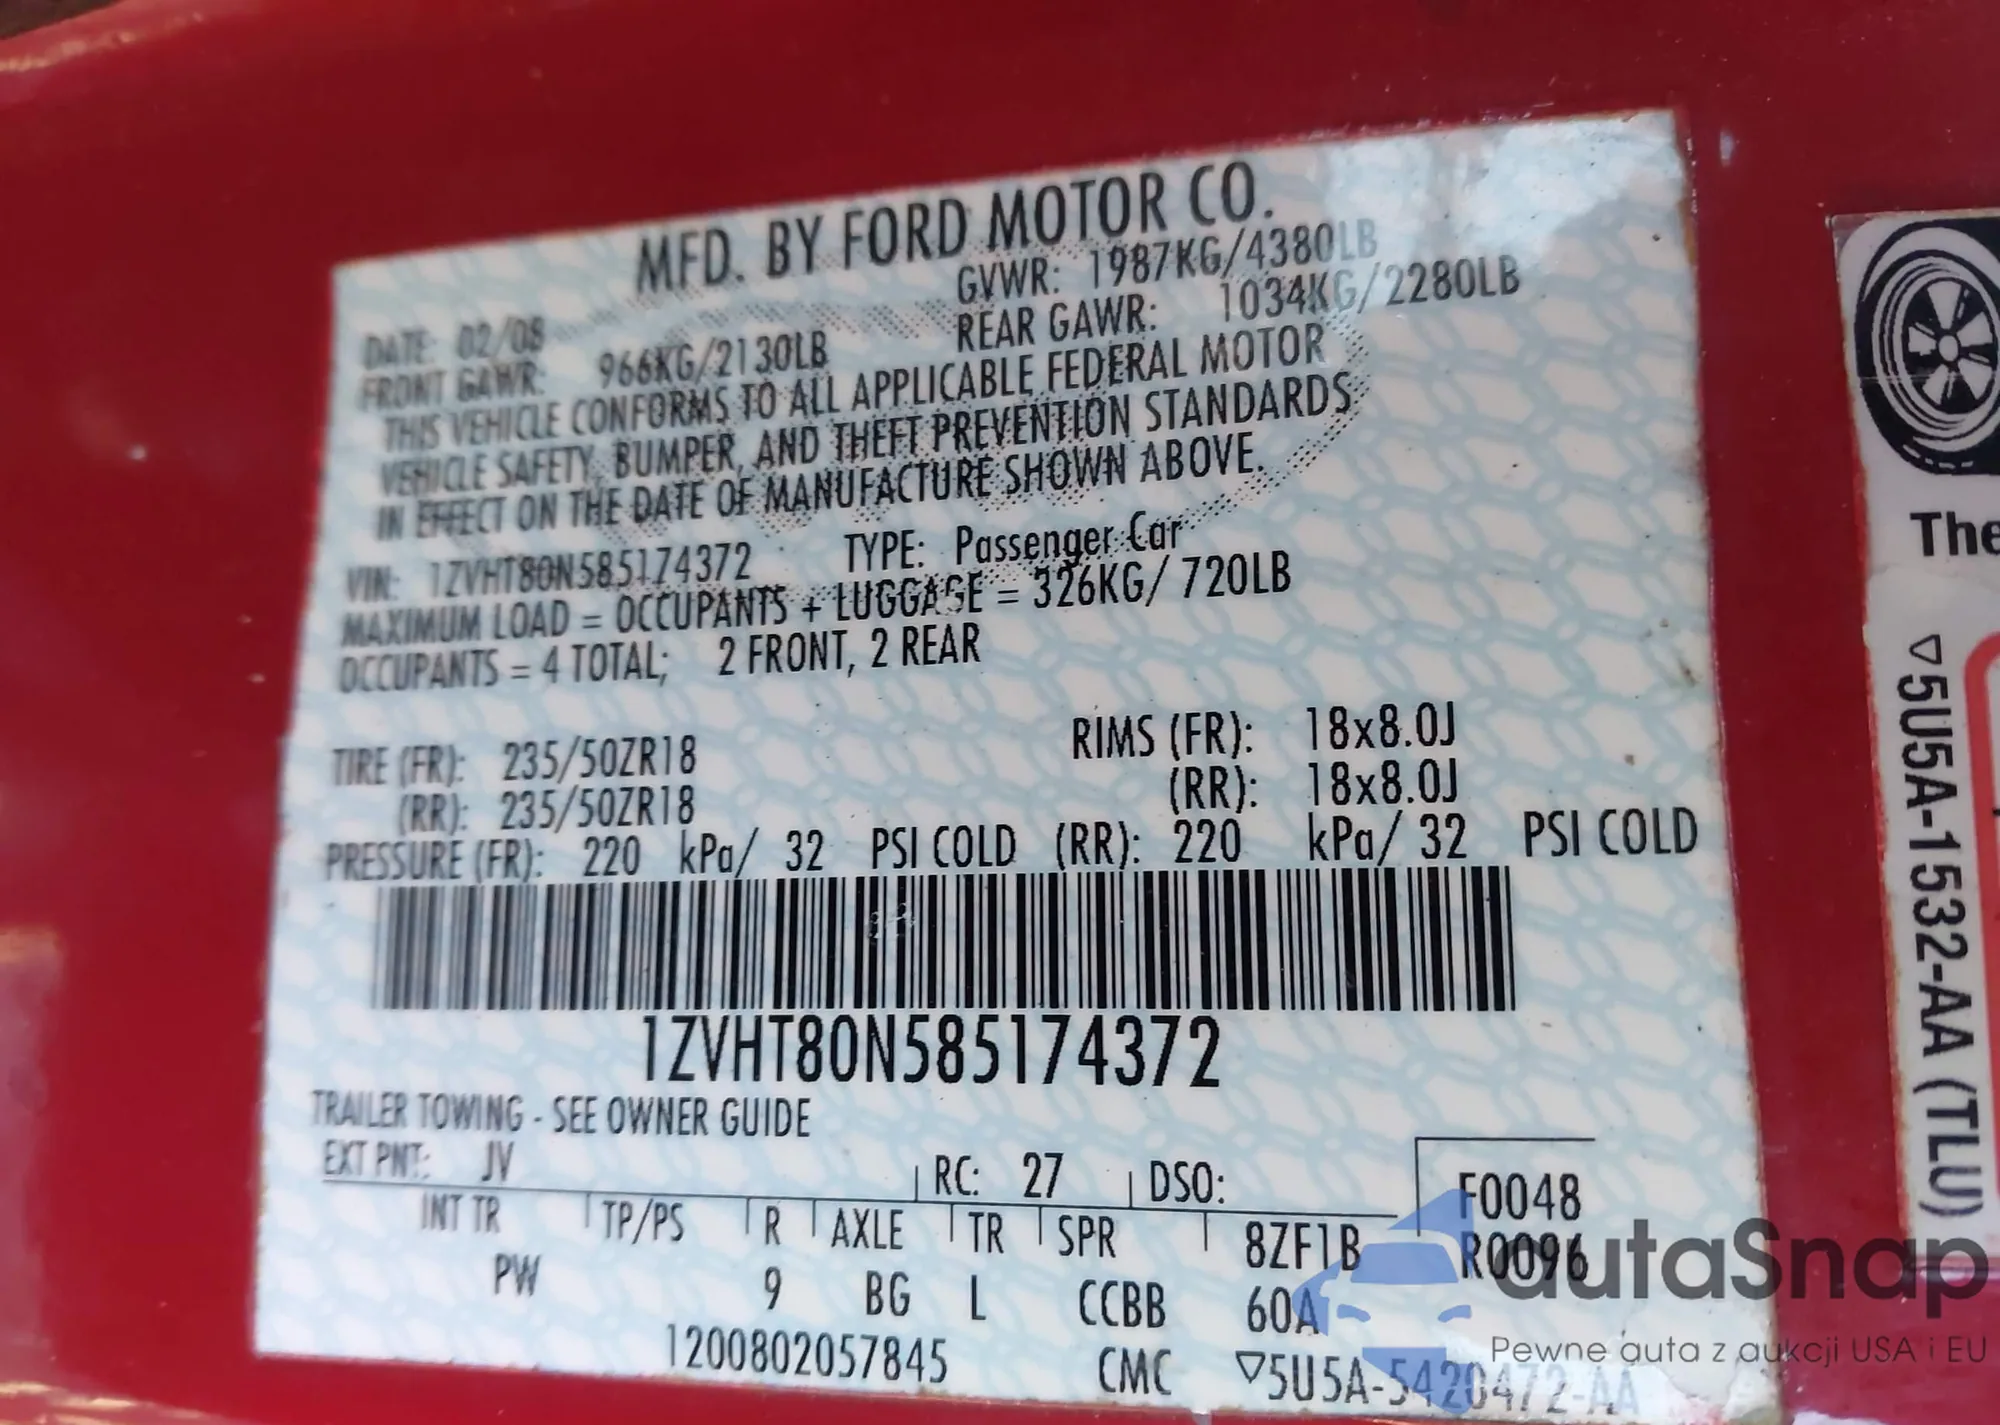 MFD. BY FORD MOTOR CO.
DATE: 02/08 GVWR: 1987KG/4380LB
FRONT GAWR: 966KG/2130LB REAR GAWR: 1034KG/2280LB
THIS VEHICLE CONFORMS TO ALL APPLICABLE FEDERAL MOTOR
VEHICLE SAFETY, BUMPER, AND THEFT PREVENTION STANDARDS
IN EFFECT ON THE DATE OF MANUFACTURE SHOWN ABOVE.
VIN: 1ZVHT80N585174372 TYPE: Passenger Car
MAXIMUM LOAD = OCCUPANTS + LUGGAGE = 326KG/ 720LB
OCCUPANTS = 4 TOTAL; 2 FRONT, 2 REAR
TIRE (FR): 235/50ZR18 RIMS (FR): 18x8.0J
(RR): 235/50ZR18 (RR): 18x8.0J
PRESSURE (FR): 220 kPa/ 32 PSI COLD (RR): 220 kPa/ 32 PSI COLD
1ZVHT80N585174372
TRAILER TOWING - SEE OWNER GUIDE
EXT PNT: JV RC: 27 DSO: F0048
INT TR TP/PS R AXLE TR SPR 8ZF1B R0096
PW 9 BG L CCBB 60A
1200802057845 CMC ▽5U5A-5420472-AA
The
▽5U5A-1532-AA (TLU)
autaSnap
Pewne auta z aukcji USA i EU